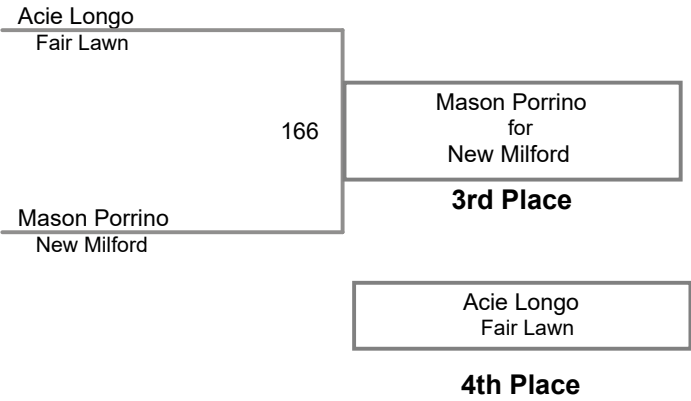 Acie Longo
Fair Lawn
166
Mason Porrino
for
New Milford
3rd Place
Mason Porrino
New Milford
Acie Longo
Fair Lawn
4th Place